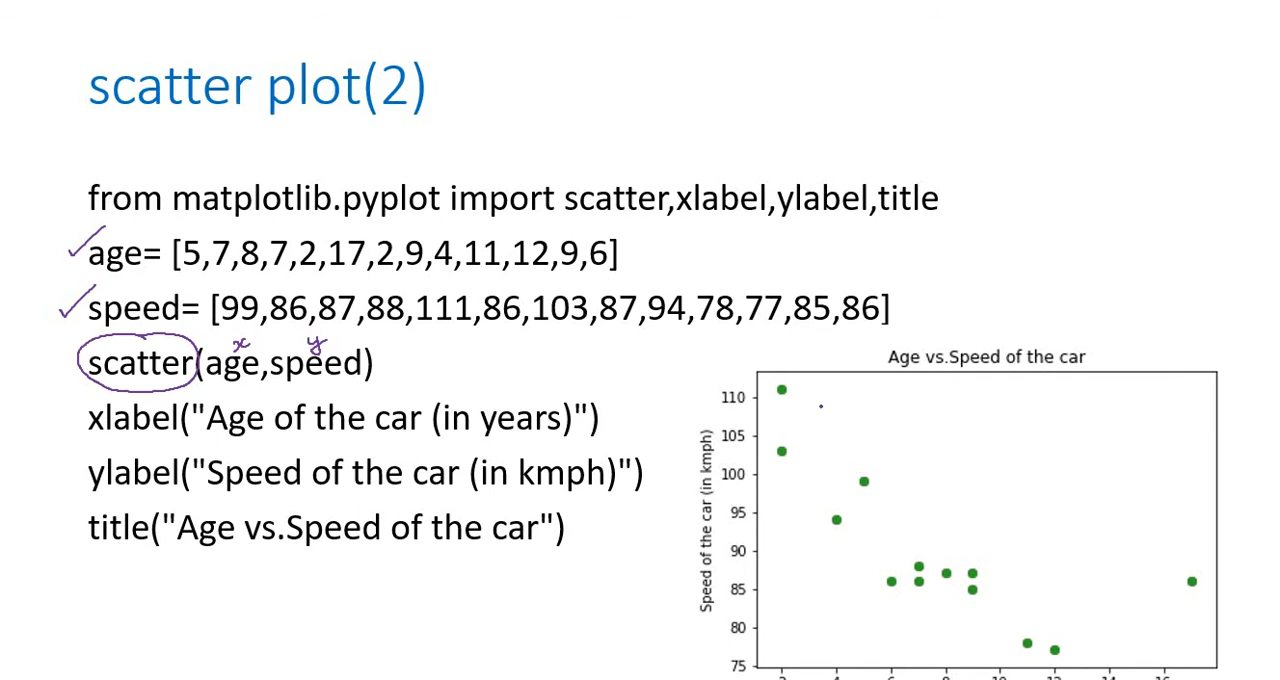 scatter plot(2)
from matplotlib.pyplot import scatter,xlabel,ylabel,title
age= [5,7,8,7,2,17,2,9,4,11,12,9,6]
speed= [99,86,87,88,111,86,103,87,94,78,77,85,86]
x y
scatter(age,speed)
xlabel("Age of the car (in years)")
ylabel("Speed of the car (in kmph)")
title("Age vs.Speed of the car")
Age vs.Speed of the car
Speed of the car (in kmph)
110
105
100
95
90
85
80
75